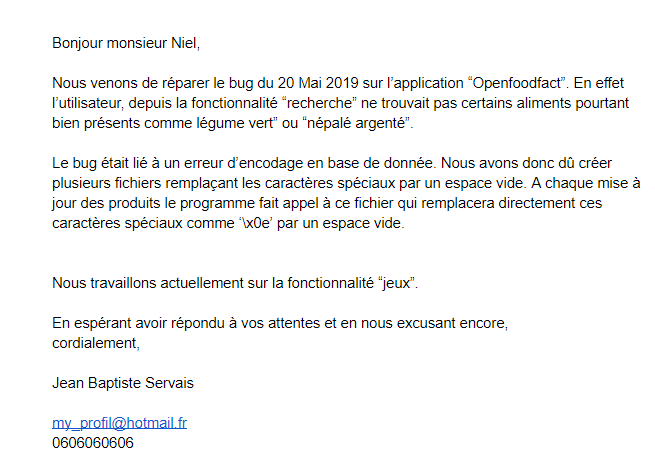 Bonjour monsieur Niel,
Nous venons de réparer le bug du 20 Mai 2019 sur l’application “Openfoodfact”. En effet
l’utilisateur, depuis la fonctionnalité “recherche” ne trouvait pas certains aliments pourtant
bien présents comme légume vert” ou “népalé argenté”.
Le bug était lié à un erreur d’encodage en base de donnée. Nous avons donc dû créer
plusieurs fichiers remplaçant les caractères spéciaux par un espace vide. A chaque mise à
jour des produits le programme fait appel à ce fichier qui remplacera directement ces
caractères spéciaux comme ‘\x0e’ par un espace vide.
Nous travaillons actuellement sur la fonctionnalité “jeux”.
En espérant avoir répondu à vos attentes et en nous excusant encore,
cordialement,
Jean Baptiste Servais
my_profil@hotmail.fr
0606060606